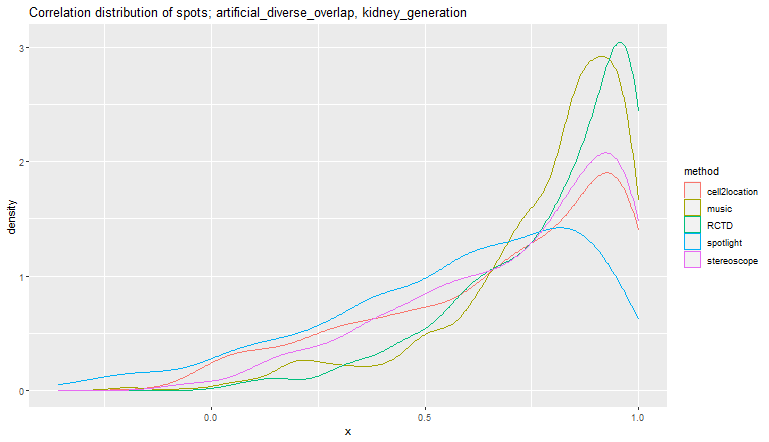 Correlation distribution of spots; artificial_diverse_overlap, kidney_generation
density
3
2
1
0
0.0
0.5
1.0
x
method
cell2location
music
RCTD
spotlight
stereoscope